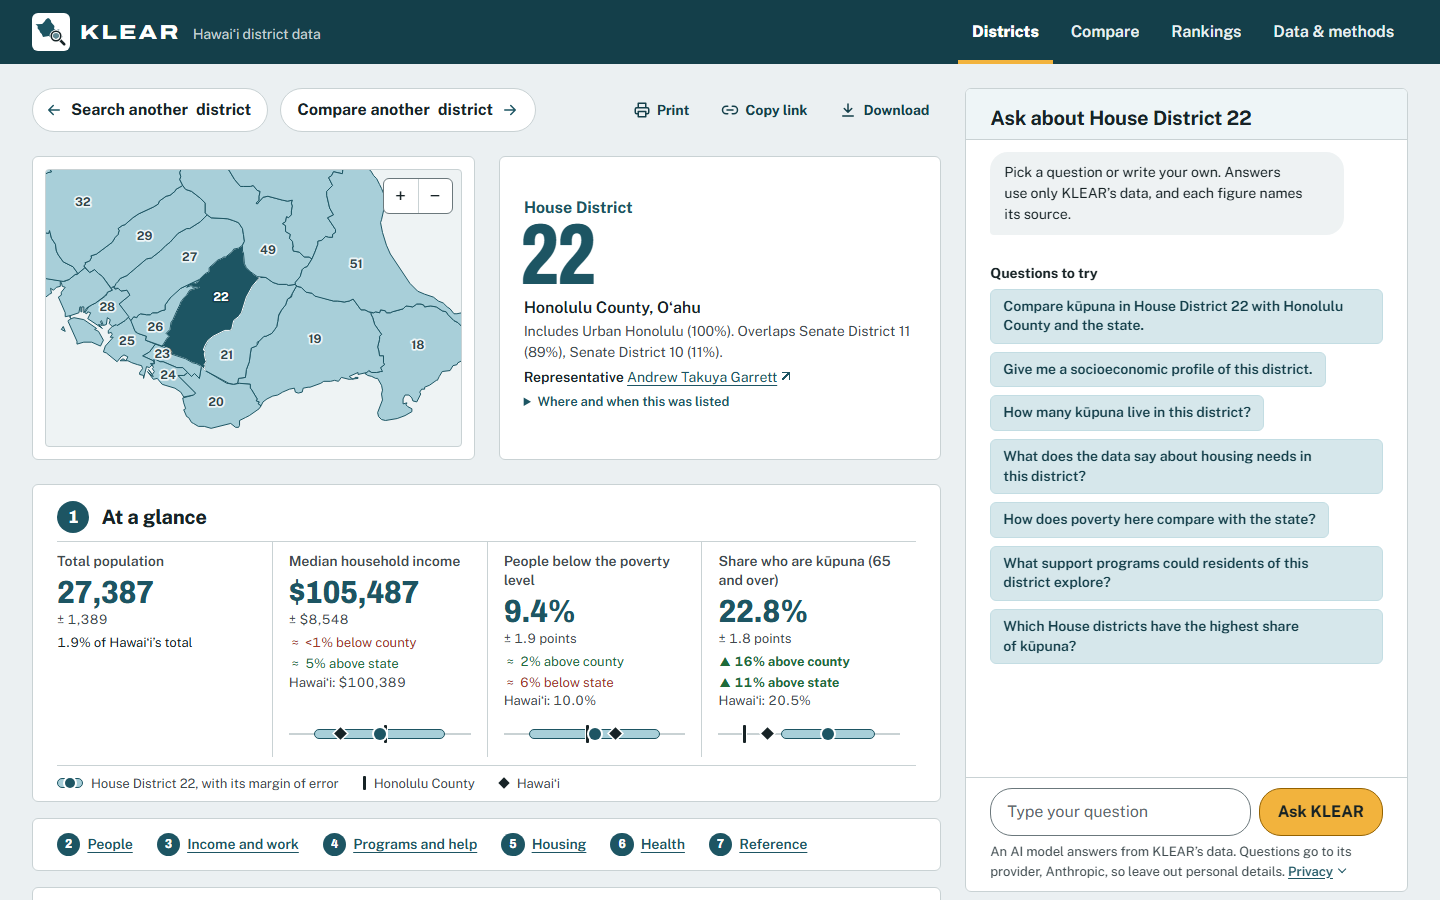 KLEAR Hawaiʻi district data
Districts Compare Rankings Data & methods
← Search another district
Compare another district →
Print Copy link Download
32
29
27
49
51
22
28
26
25
23
21
19
18
24
20
+ −
House District
22
Honolulu County, Oʻahu
Includes Urban Honolulu (100%). Overlaps Senate District 11
(89%), Senate District 10 (11%).
Representative Andrew Takuya Garrett
Where and when this was listed
1 At a glance
Total population
27,387
± 1,389
1.9% of Hawaiʻi’s total
Median household income
$105,487
± $8,548
≈ <1% below county
≈ 5% above state
Hawaiʻi: $100,389
People below the poverty
level
9.4%
± 1.9 points
≈ 2% above county
≈ 6% below state
Hawaiʻi: 10.0%
Share who are kūpuna (65
and over)
22.8%
± 1.8 points
▲ 16% above county
▲ 11% above state
Hawaiʻi: 20.5%
House District 22, with its margin of error Honolulu County Hawaiʻi
2 People 3 Income and work 4 Programs and help 5 Housing 6 Health 7 Reference
Ask about House District 22
Pick a question or write your own. Answers
use only KLEAR’s data, and each figure names
its source.
Questions to try
Compare kūpuna in House District 22 with Honolulu
County and the state.
Give me a socioeconomic profile of this district.
How many kūpuna live in this district?
What does the data say about housing needs in
this district?
How does poverty here compare with the state?
What support programs could residents of this
district explore?
Which House districts have the highest share
of kūpuna?
Type your question
Ask KLEAR
An AI model answers from KLEAR’s data. Questions go to its
provider, Anthropic, so leave out personal details. Privacy